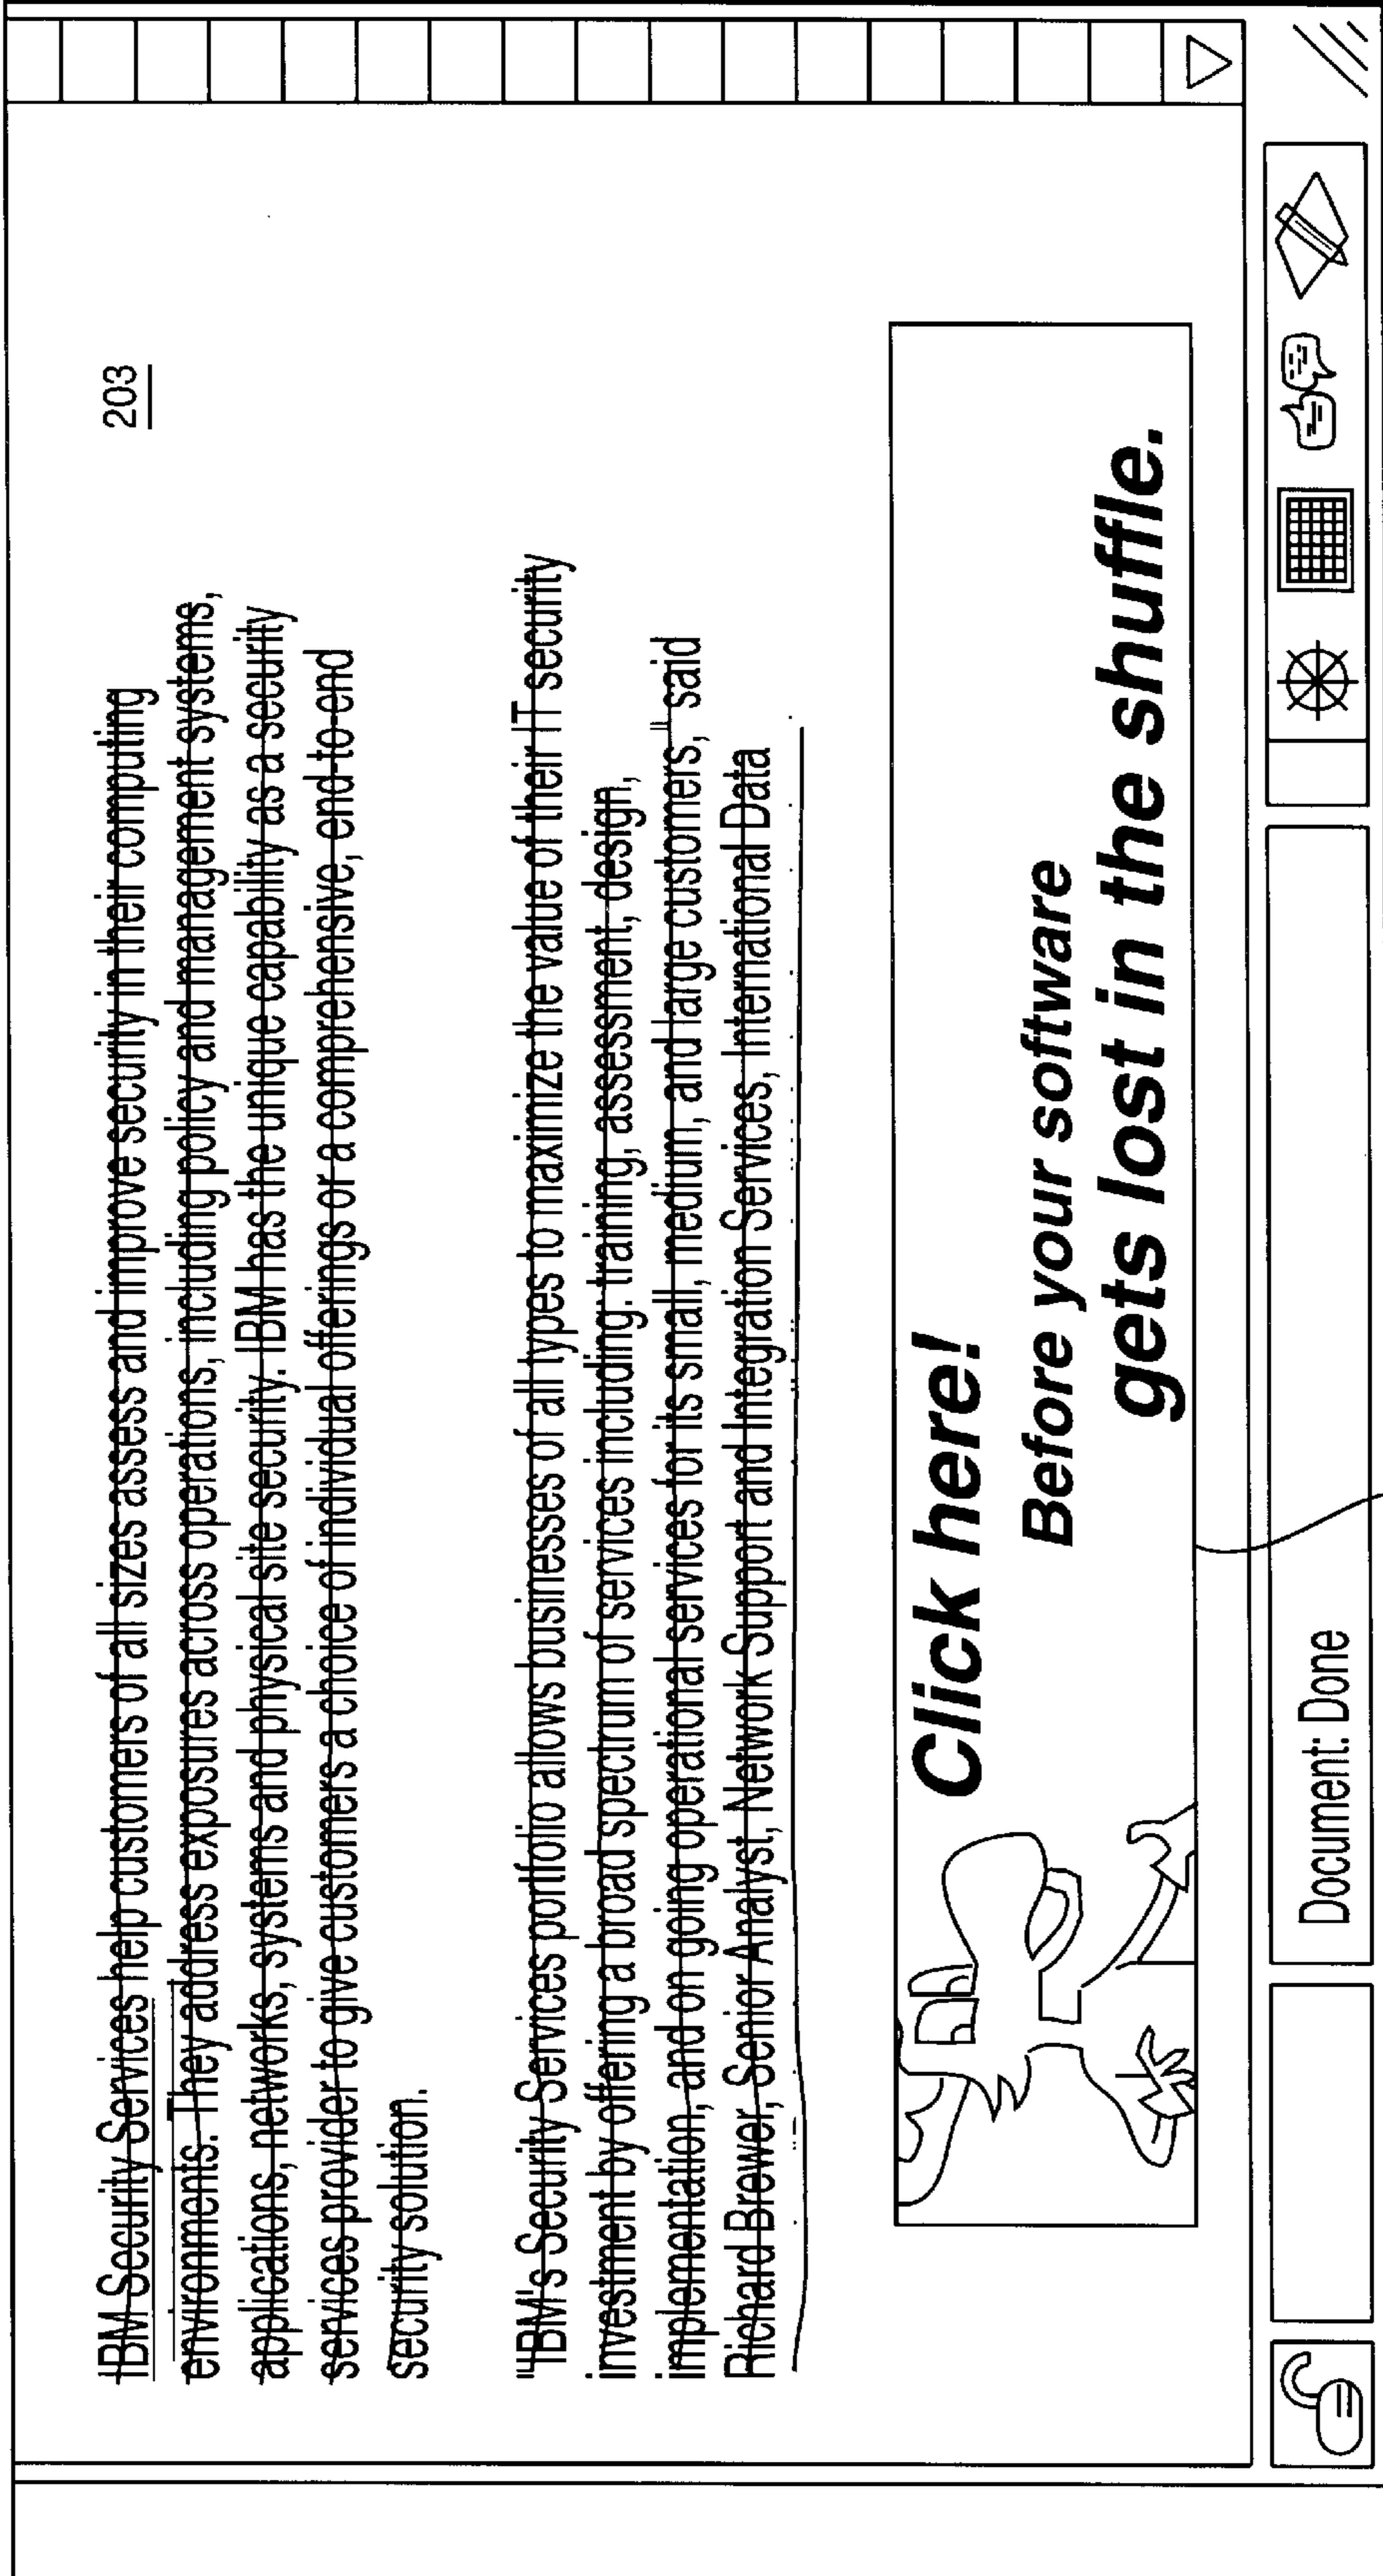 203
IBM Security Services help customers of all sizes assess and improve security in their computing
environments. They address exposures across operations, including policy and management systems,
applications, networks, systems and physical site security. IBM has the unique capability as a security
services provider to give customers a choice of individual offerings or a comprehensive, end-to-end
security solution.
"IBM's Security Services portfolio allows businesses of all types to maximize the value of their IT security
investment by offering a broad spectrum of services including: training, assessment, design,
implementation, and on going operational services for its small, medium, and large customers," said
Richard Brewer, Senior Analyst, Network Support and Integration Services, International Data
Click here!
Before your software
gets lost in the shuffle.
Document: Done